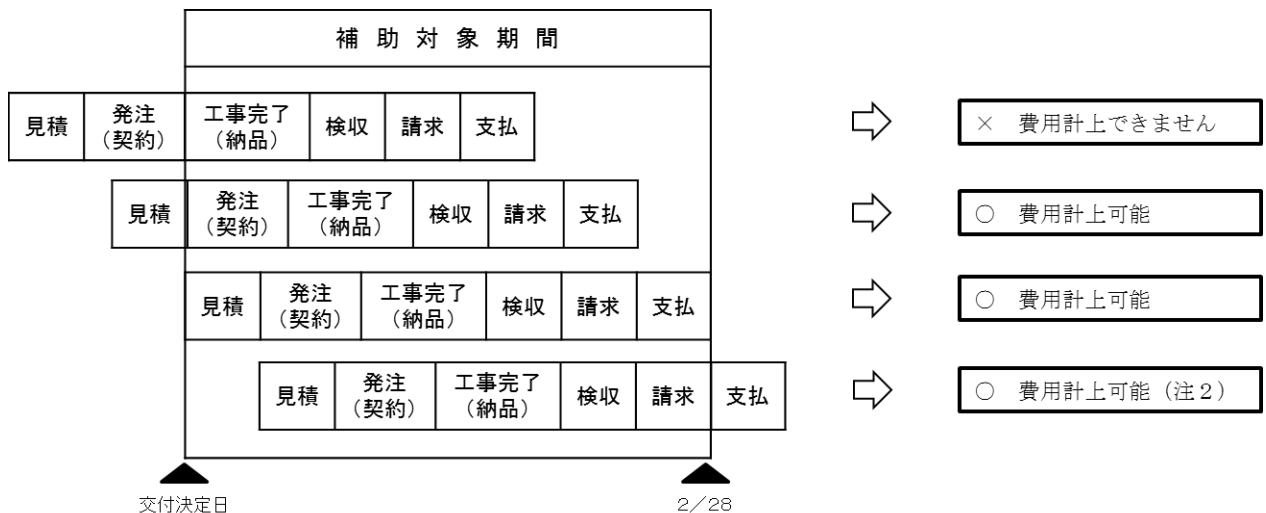 補助対象期間
見積 発注（契約） 工事完了（納品） 検収 請求 支払
× 費用計上できません
見積 発注（契約） 工事完了（納品） 検収 請求 支払
○ 費用計上可能
見積 発注（契約） 工事完了（納品） 検収 請求 支払
○ 費用計上可能
見積 発注（契約） 工事完了（納品） 検収 請求 支払
○ 費用計上可能（注２）
交付決定日
２／28